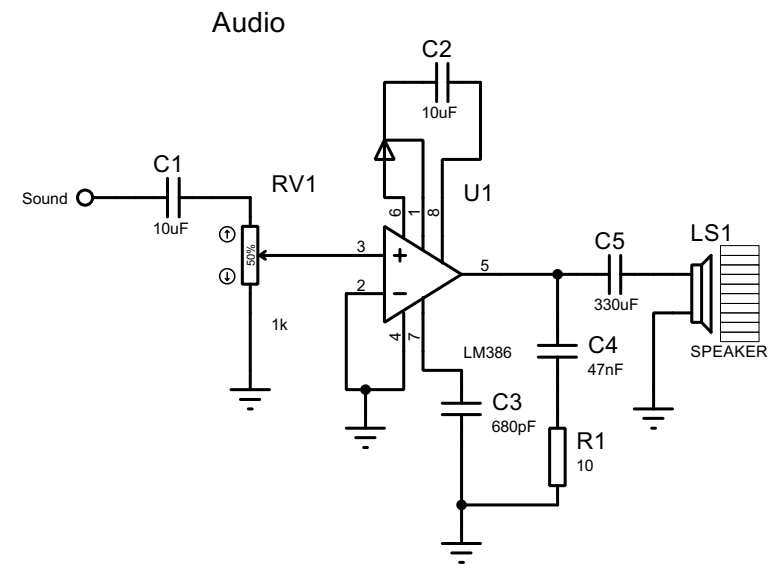 Audio
C2
10uF
C1
Sound
10uF
RV1
50%
1k
U1
6
1
8
3
2
5
4
7
LM386
C3
680pF
C5
330uF
C4
47nF
R1
10
LS1
SPEAKER